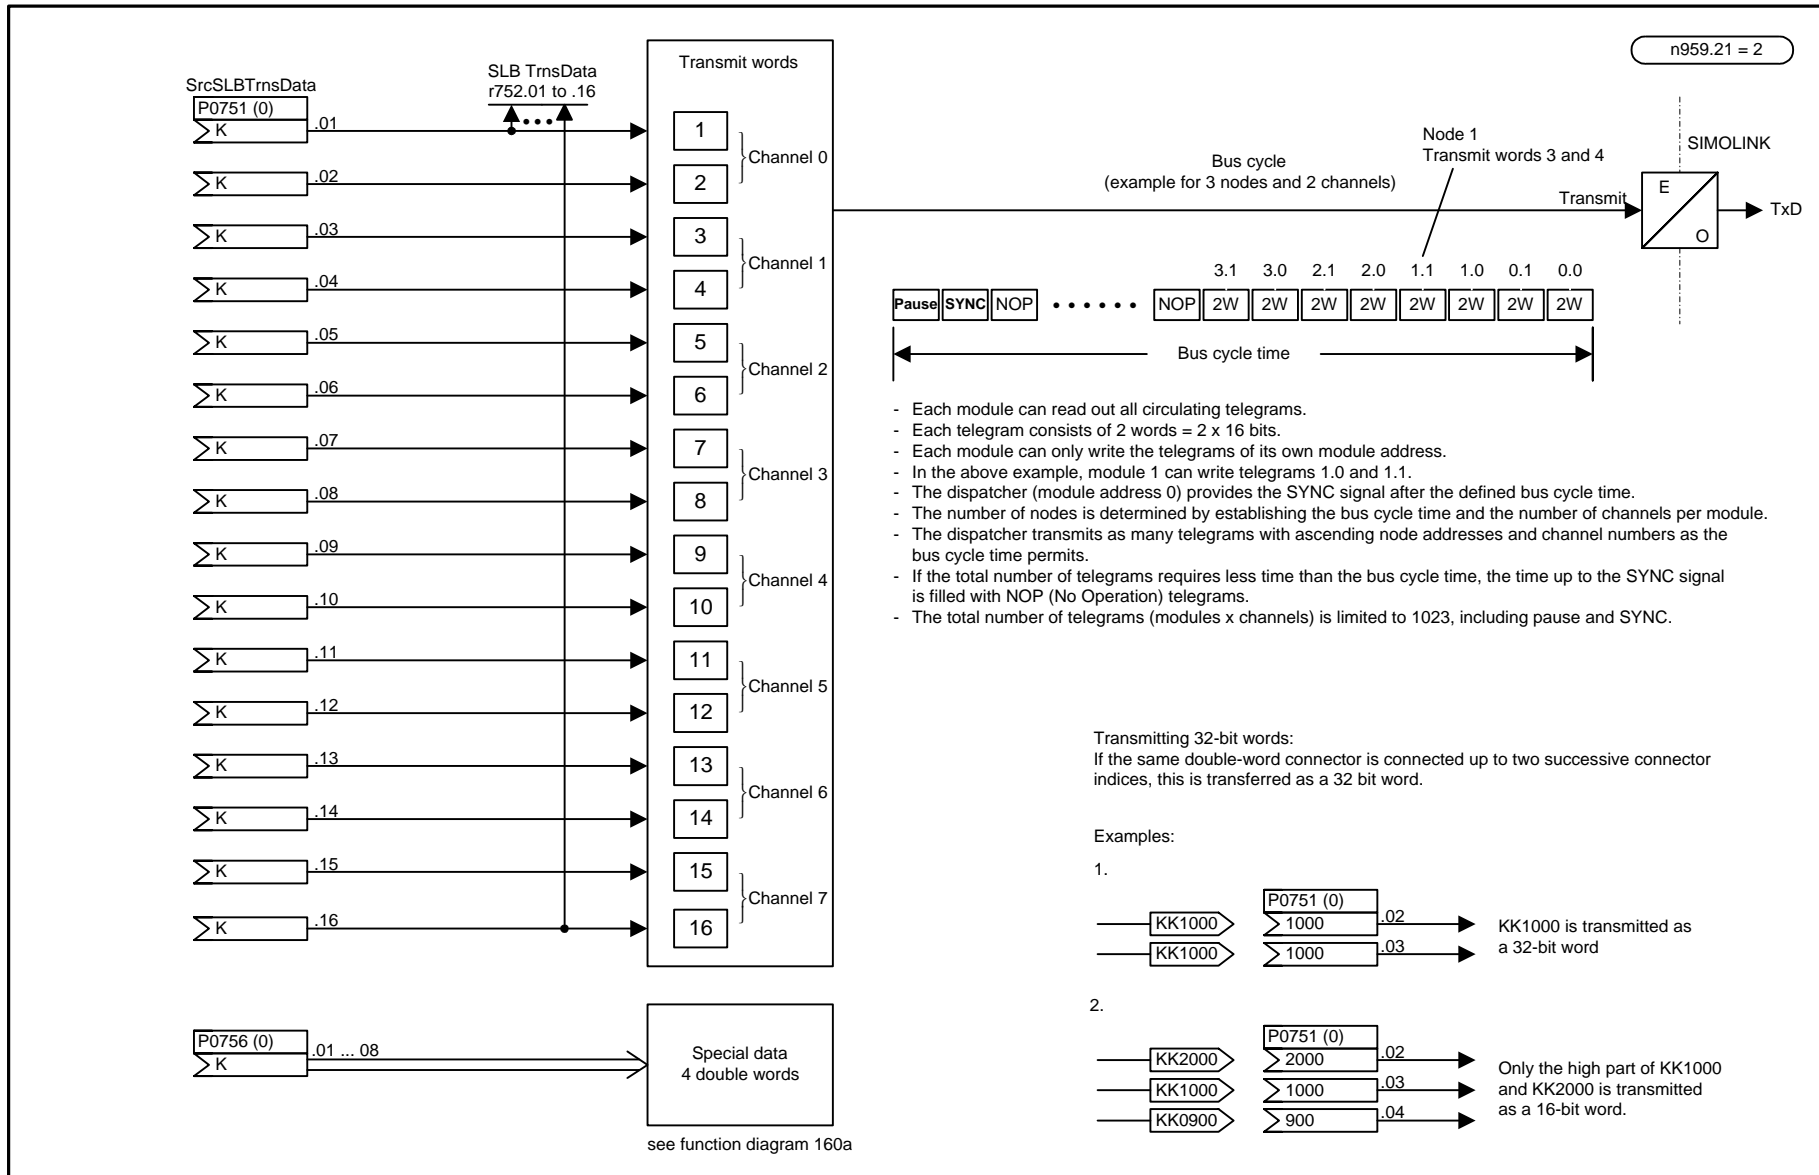 n959.21 = 2
SrcSLBTrnsData
P0751 (0)
SLB TrnsData
r752.01 to .16
Transmit words
K .01
K .02
K .03
K .04
K .05
K .06
K .07
K .08
K .09
K .10
K .11
K .12
K .13
K .14
K .15
K .16
1
2
Channel 0
3
4
Channel 1
5
6
Channel 2
7
8
Channel 3
9
10
Channel 4
11
12
Channel 5
13
14
Channel 6
15
16
Channel 7
P0756 (0)
K .01 ... 08
Special data
4 double words
see function diagram 160a
Bus cycle
(example for 3 nodes and 2 channels)
Node 1
Transmit words 3 and 4
SIMOLINK
Transmit
E
O
TxD
3.1 3.0 2.1 2.0 1.1 1.0 0.1 0.0
Pause SYNC NOP • • • • • • NOP 2W 2W 2W 2W 2W 2W 2W 2W
Bus cycle time
- Each module can read out all circulating telegrams.
- Each telegram consists of 2 words = 2 x 16 bits.
- Each module can only write the telegrams of its own module address.
- In the above example, module 1 can write telegrams 1.0 and 1.1.
- The dispatcher (module address 0) provides the SYNC signal after the defined bus cycle time.
- The number of nodes is determined by establishing the bus cycle time and the number of channels per module.
- The dispatcher transmits as many telegrams with ascending node addresses and channel numbers as the
bus cycle time permits.
- If the total number of telegrams requires less time than the bus cycle time, the time up to the SYNC signal
is filled with NOP (No Operation) telegrams.
- The total number of telegrams (modules x channels) is limited to 1023, including pause and SYNC.
Transmitting 32-bit words:
If the same double-word connector is connected up to two successive connector
indices, this is transferred as a 32 bit word.
Examples:
1.
P0751 (0)
KK1000 1000 .02
KK1000 1000 .03
KK1000 is transmitted as
a 32-bit word
2.
P0751 (0)
KK2000 2000 .02
KK1000 1000 .03
KK0900 900 .04
Only the high part of KK1000
and KK2000 is transmitted
as a 16-bit word.